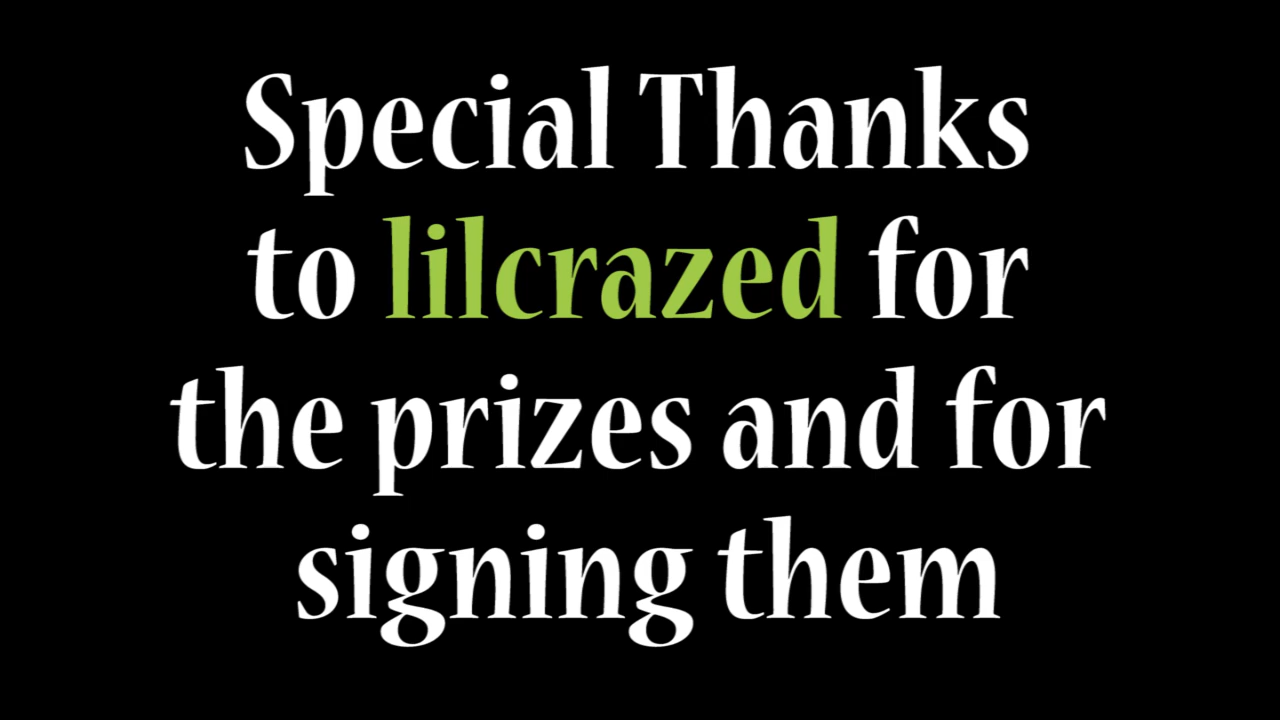 Special Thanks
to lilcrazed for
the prizes and for
signing them